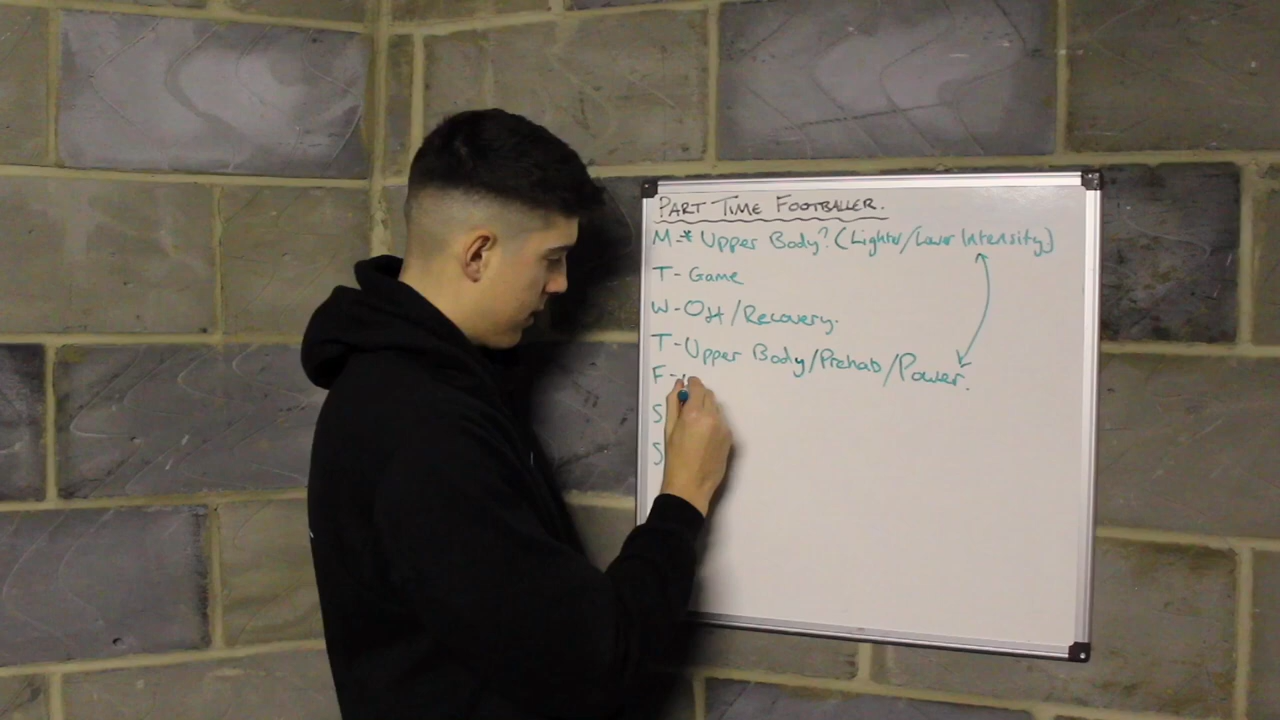 PART TIME FOOTBALLER.
M-* Upper Body? (Lighter/Lower Intensity)
T- Game
W-Off/Recovery.
T-Upper Body/Prehab/Power.
F-
S
S